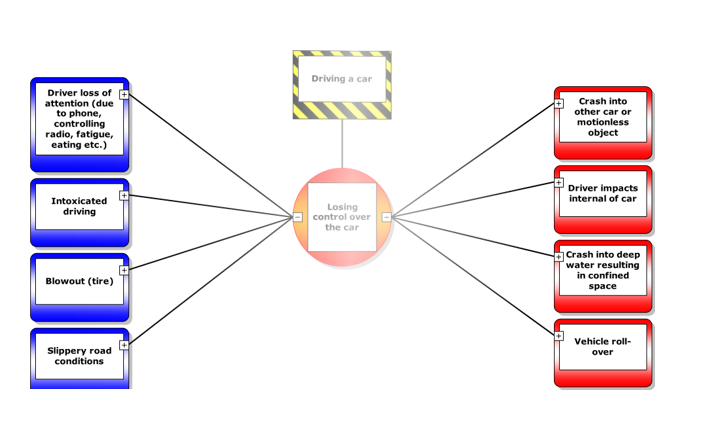 Driving a car
Driver loss of
attention (due
to phone,
controlling
radio, fatigue,
eating etc.)
Intoxicated
driving
Blowout (tire)
Slippery road
conditions
Losing
control over
the car
Crash into
other car or
motionless
object
Driver impacts
internal of car
Crash into deep
water resulting
in confined
space
Vehicle roll-
over